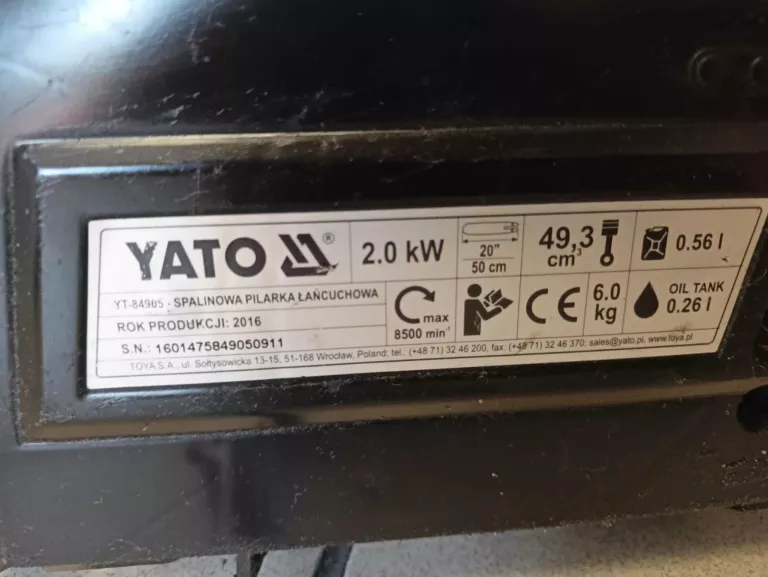 YATO ®
YT-84905 - SPALINOWA PILARKA ŁAŃCUCHOWA
ROK PRODUKCJI: 2016
S.N.: 1601475849050911
2.0 kW
20"
50 cm
49,3
cm³
0.56 l
max
8500 min⁻¹
CE
6.0
kg
OIL TANK
0.26 l
TOYA S.A., ul. Sołtysowicka 13-15, 51-168 Wrocław, Poland; tel.: (+48 71) 32 46 200, fax: (+48 71) 32 46 370; sales@yato.pl, www.toya.pl